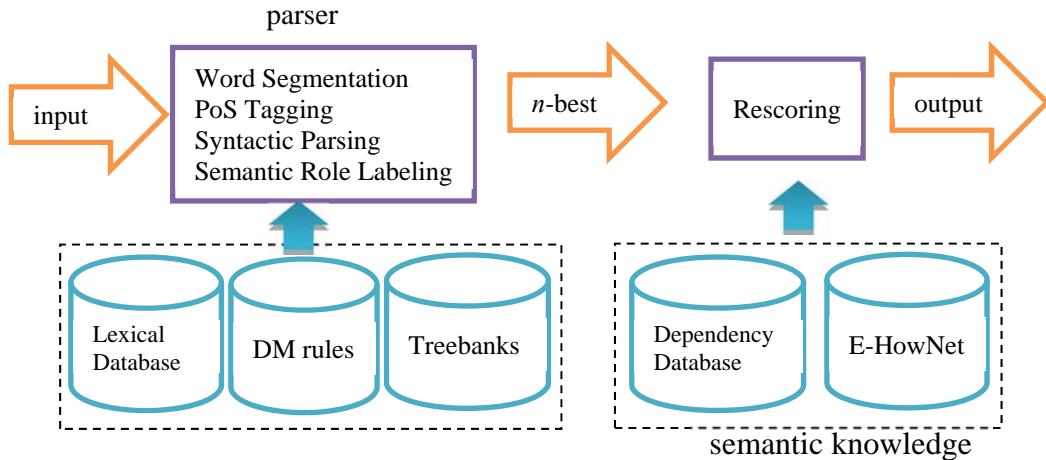 parser
input
Word Segmentation
PoS Tagging
Syntactic Parsing
Semantic Role Labeling
n-best
Rescoring
output
Lexical
Database
DM rules
Treebanks
Dependency
Database
E-HowNet
semantic knowledge